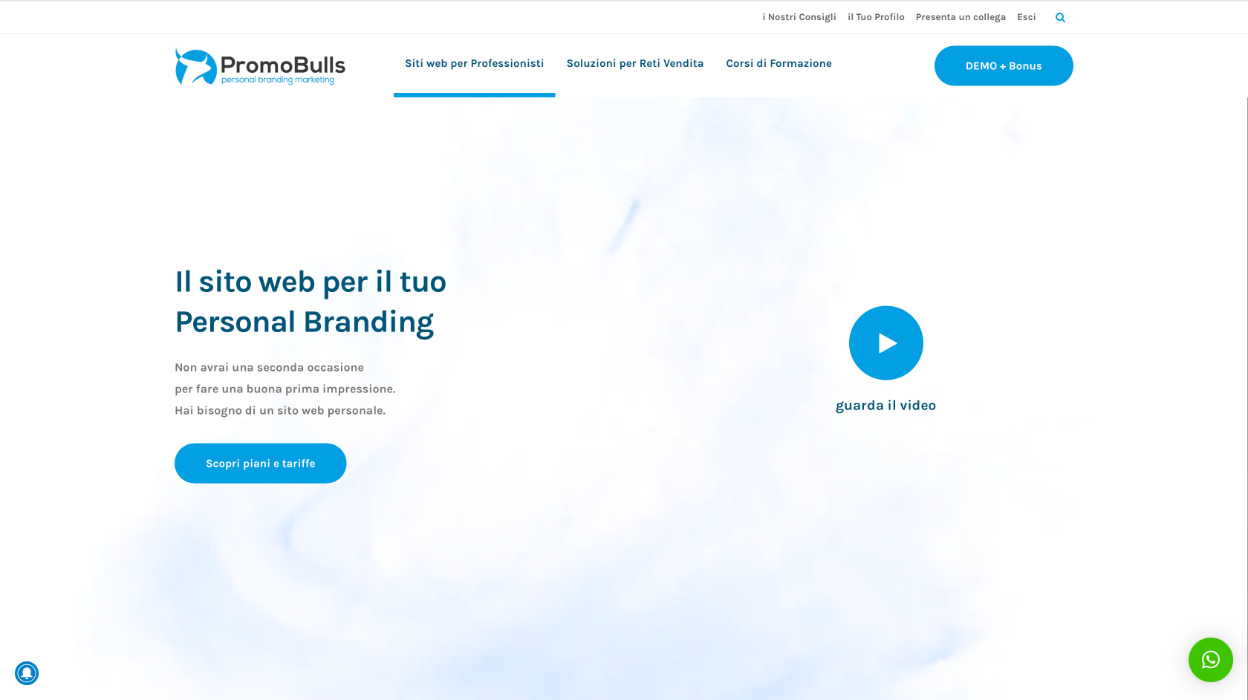 i Nostri Consigli il Tuo Profilo Presenta un collega Esci
PromoBulls
personal branding marketing
Siti web per Professionisti Soluzioni per Reti Vendita Corsi di Formazione
DEMO + Bonus
Il sito web per il tuo
Personal Branding
Non avrai una seconda occasione
per fare una buona prima impressione.
Hai bisogno di un sito web personale.
Scopri piani e tariffe
guarda il video